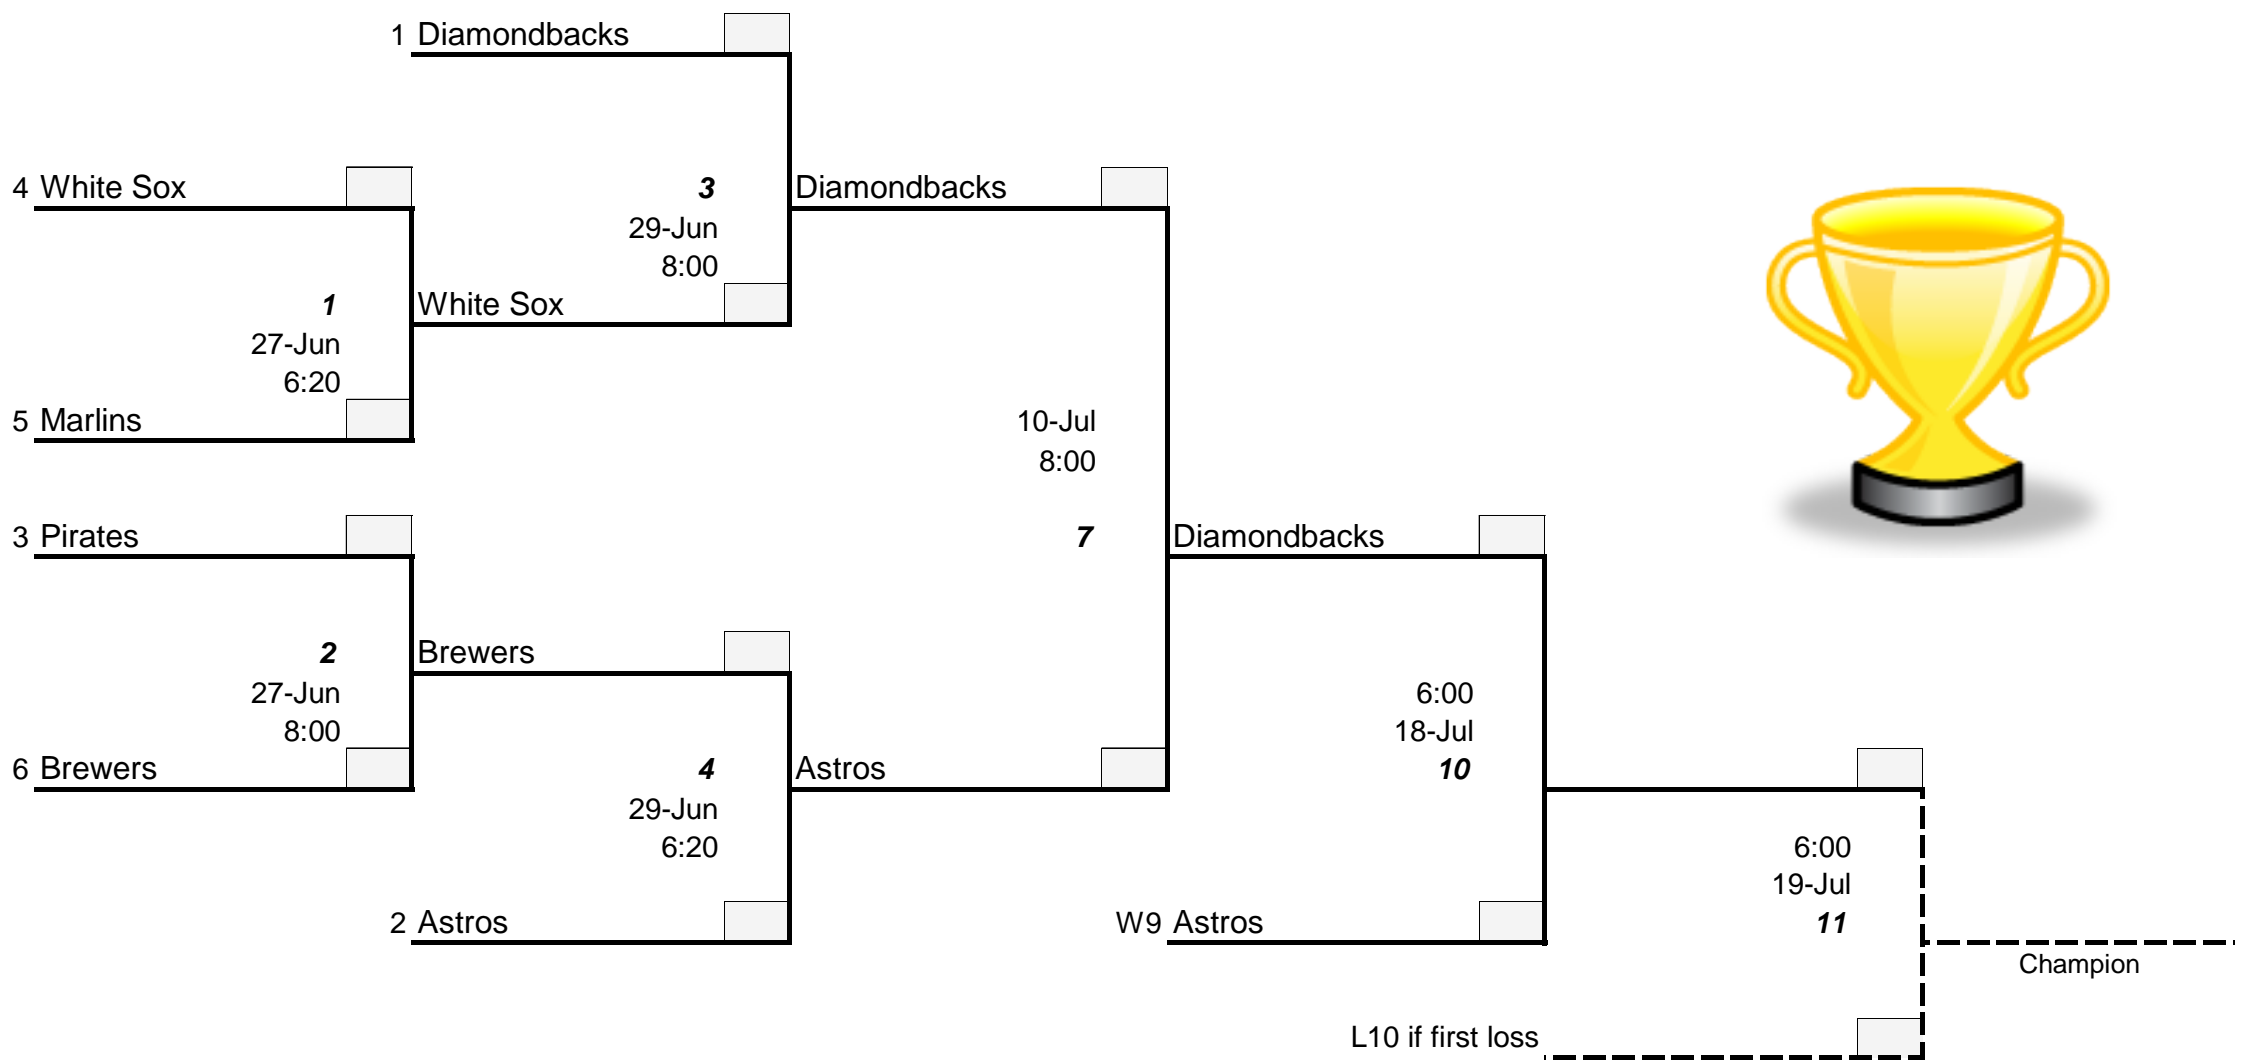 1 Diamondbacks
4 White Sox
3
Diamondbacks
29-Jun
8:00
1
White Sox
27-Jun
6:20
5 Marlins
10-Jul
8:00
3 Pirates
7
Diamondbacks
2
Brewers
27-Jun
8:00
6:00
18-Jul
6 Brewers
4
Astros
10
29-Jun
6:20
6:00
19-Jul
2 Astros
W9 Astros
11
Champion
L10 if first loss